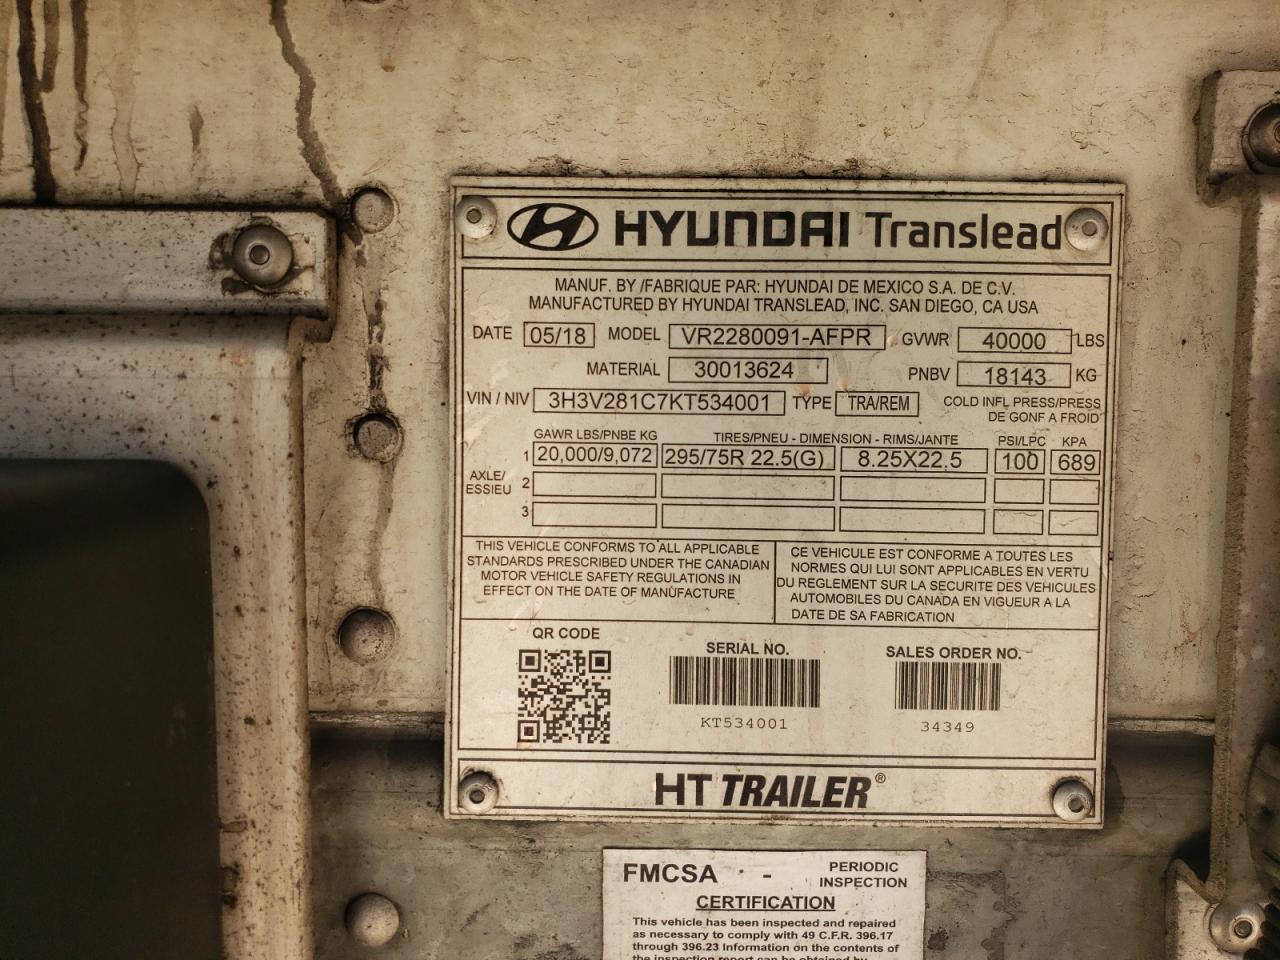 HYUNDAI Translead
MANUF. BY /FABRIQUE PAR: HYUNDAI DE MEXICO S.A. DE C.V.
MANUFACTURED BY HYUNDAI TRANSLEAD, INC. SAN DIEGO, CA USA
DATE 05/18 MODEL VR2280091-AFPR GVWR 40000 LBS
MATERIAL 30013624 PNBV 18143 KG
VIN / NIV 3H3V281C7KT534001 TYPE TRA/REM COLD INFL PRESS/PRESS
DE GONF A FROID
GAWR LBS/PNBE KG TIRES/PNEU - DIMENSION - RIMS/JANTE PSI/LPC KPA
1 20,000/9,072 295/75R 22.5(G) 8.25X22.5 100 689
AXLE/
ESSIEU 2
3
THIS VEHICLE CONFORMS TO ALL APPLICABLE
STANDARDS PRESCRIBED UNDER THE CANADIAN
MOTOR VEHICLE SAFETY REGULATIONS IN
EFFECT ON THE DATE OF MANUFACTURE
CE VEHICULE EST CONFORME A TOUTES LES
NORMES QUI LUI SONT APPLICABLES EN VERTU
DU REGLEMENT SUR LA SECURITE DES VEHICULES
AUTOMOBILES DU CANADA EN VIGUEUR A LA
DATE DE SA FABRICATION
QR CODE
SERIAL NO.
KT534001
SALES ORDER NO.
34349
HT TRAILER®
FMCSA - PERIODIC
INSPECTION
CERTIFICATION
This vehicle has been inspected and repaired
as necessary to comply with 49 C.F.R. 396.17
through 396.23 Information on the contents of
the inspection report can be obtained by